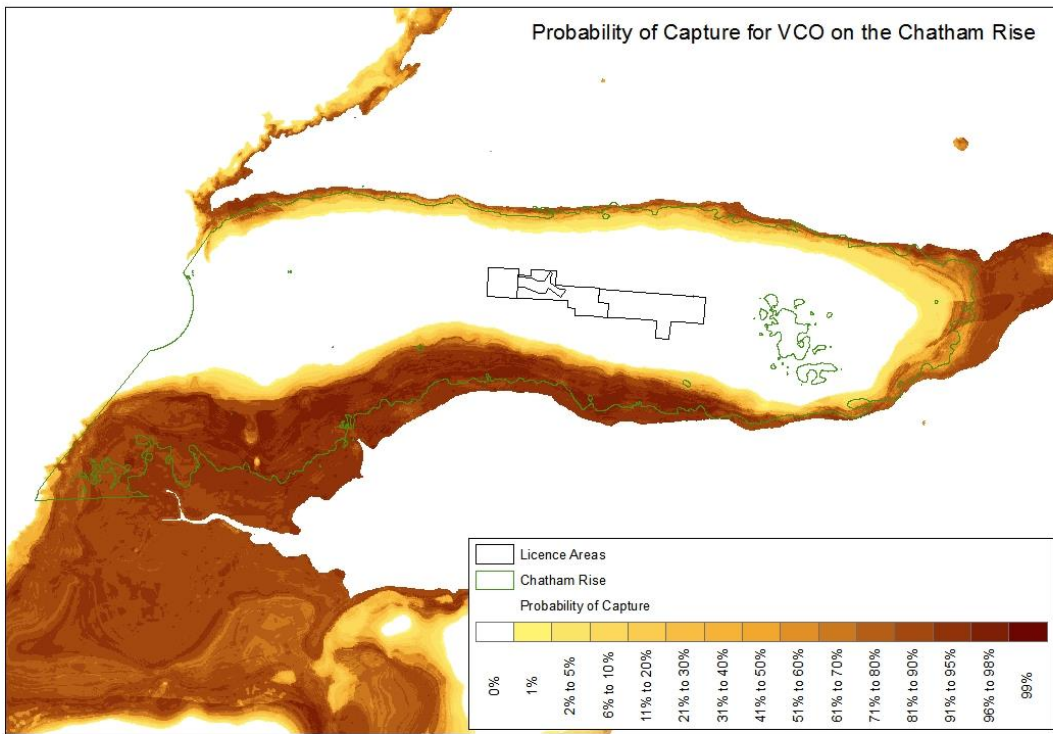 Probability of Capture for VCO on the Chatham Rise
Licence Areas
Chatham Rise
Probability of Capture
0%
1%
2% to 5%
6% to 10%
11% to 20%
21% to 30%
31% to 40%
41% to 50%
51% to 60%
61% to 70%
71% to 80%
81% to 90%
91% to 95%
96% to 98%
99%